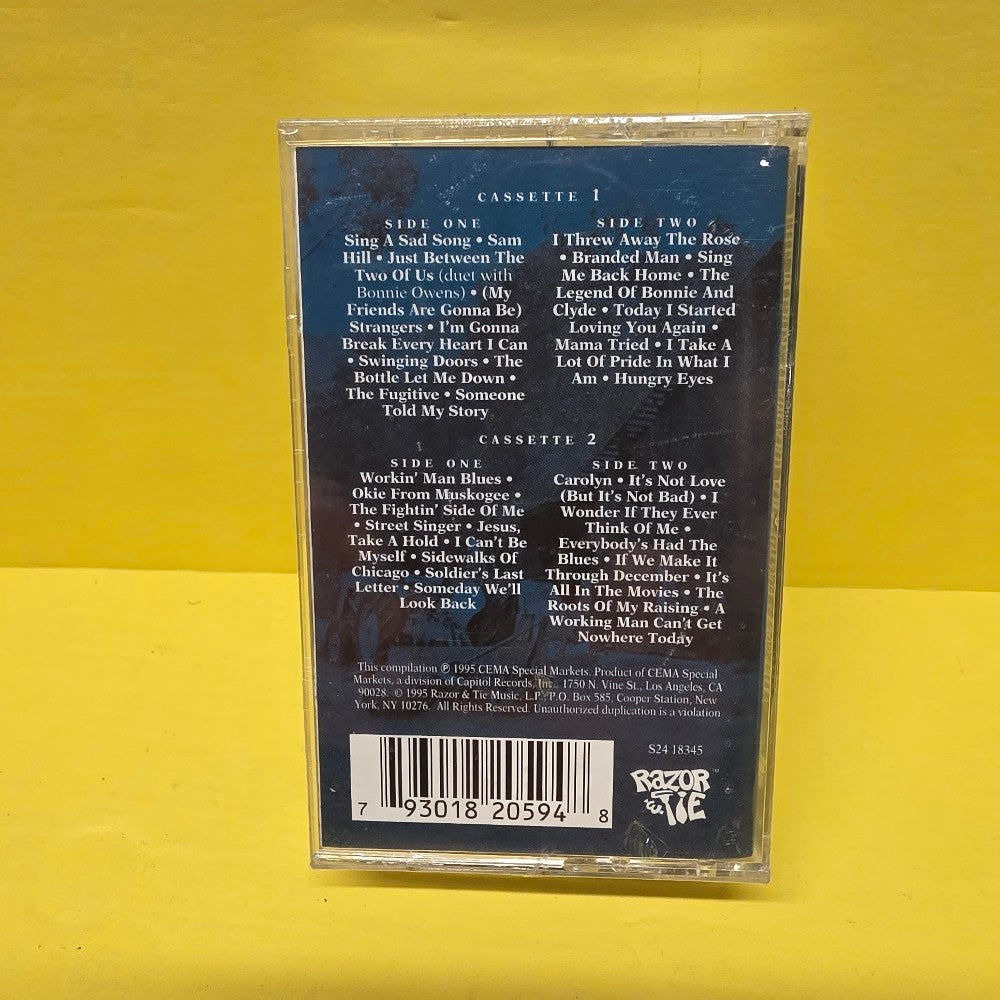 CASSETTE 1
SIDE ONE
Sing A Sad Song • Sam
Hill • Just Between The
Two Of Us (duet with
Bonnie Owens) • (My
Friends Are Gonna Be)
Strangers • I'm Gonna
Break Every Heart I Can
• Swinging Doors • The
Bottle Let Me Down •
The Fugitive • Someone
Told My Story
SIDE TWO
I Threw Away The Rose
• Branded Man • Sing
Me Back Home • The
Legend Of Bonnie And
Clyde • Today I Started
Loving You Again •
Mama Tried • I Take A
Lot Of Pride In What I
Am • Hungry Eyes
CASSETTE 2
SIDE ONE
Workin' Man Blues •
Okie From Muskogee •
The Fightin' Side Of Me
• Street Singer • Jesus,
Take A Hold • I Can't Be
Myself • Sidewalks Of
Chicago • Soldier's Last
Letter • Someday We'll
Look Back
SIDE TWO
Carolyn • It's Not Love
(But It's Not Bad) • I
Wonder If They Ever
Think Of Me •
Everybody's Had The
Blues • If We Make It
Through December • It's
All In The Movies • The
Roots Of My Raising • A
Working Man Can't Get
Nowhere Today
This compilation ℗ 1995 CEMA Special Markets. Product of CEMA Special
Markets, a division of Capitol Records, Inc., 1750 N. Vine St., Los Angeles, CA
90028. © 1995 Razor & Tie Music, L.P., P.O. Box 585, Cooper Station, New
York, NY 10276. All Rights Reserved. Unauthorized duplication is a violation
S24 18345
RAZOR
& TIE
7 93018 20594 8